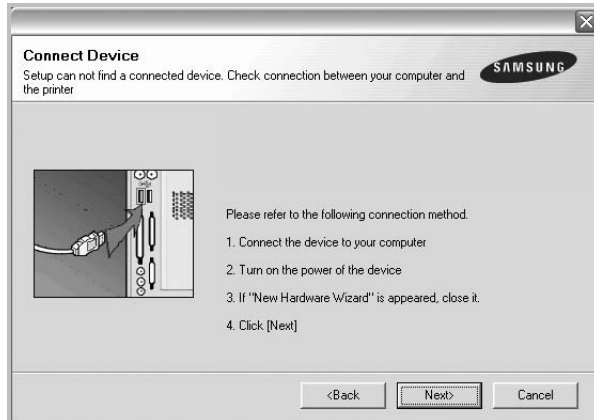 Connect Device
Setup can not find a connected device. Check connection between your computer and
the printer
SAMSUNG
Please refer to the following connection method.
1. Connect the device to your computer
2. Turn on the power of the device
3. If "New Hardware Wizard" is appeared, close it.
4. Click [Next]
<Back
Next>
Cancel